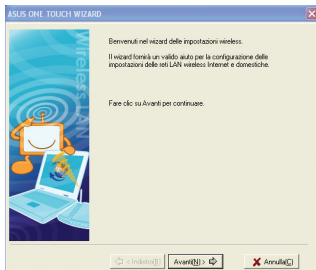 ASUS ONE TOUCH WIZARD
Wireless LAN
Benvenuti nel wizard delle impostazioni wireless.
Il wizard fornirà un valido aiuto per la configurazione delle
impostazioni delle reti LAN wireless Internet e domestiche.
Fare clic su Avanti per continuare.
< Indietro(B)
Avanti(N) >
Annulla(C)